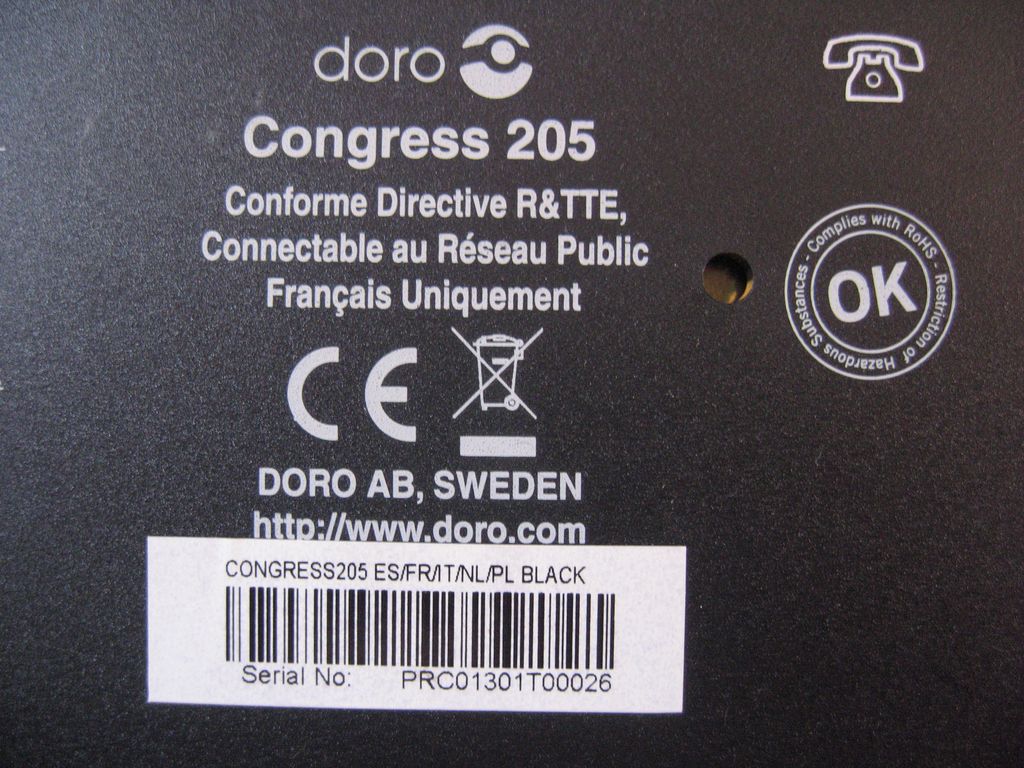 doro
Congress 205
Conforme Directive R&TTE,
Connectable au Réseau Public
Français Uniquement
CE
DORO AB, SWEDEN
http://www.doro.com
Complies with RoHS - Restriction of Hazardous Substances -
OK
CONGRESS205 ES/FR/IT/NL/PL BLACK
Serial No: PRC01301T00026